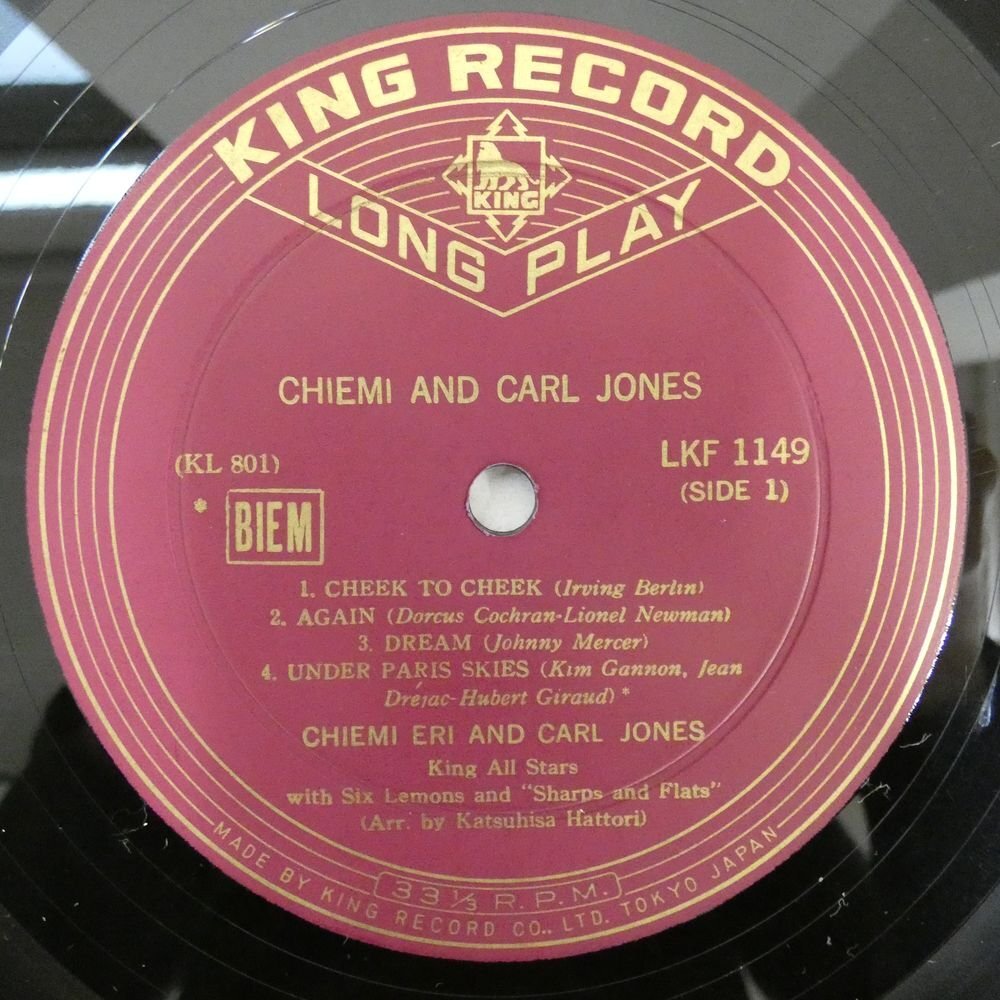 KING RECORD
KING
LONG PLAY
CHIEMI AND CARL JONES
(KL 801)
LKF 1149
(SIDE 1)
* BIEM
1. CHEEK TO CHEEK (Irving Berlin)
2. AGAIN (Dorcus Cochran-Lionel Newman)
3. DREAM (Johnny Mercer)
4. UNDER PARIS SKIES (Kim Gannon, Jean
Dréjac-Hubert Giraud) *
CHIEMI ERI AND CARL JONES
King All Stars
with Six Lemons and "Sharps and Flats"
(Arr. by Katsuhisa Hattori)
33⅓ R.P.M.
MADE BY KING RECORD CO., LTD. TOKYO JAPAN